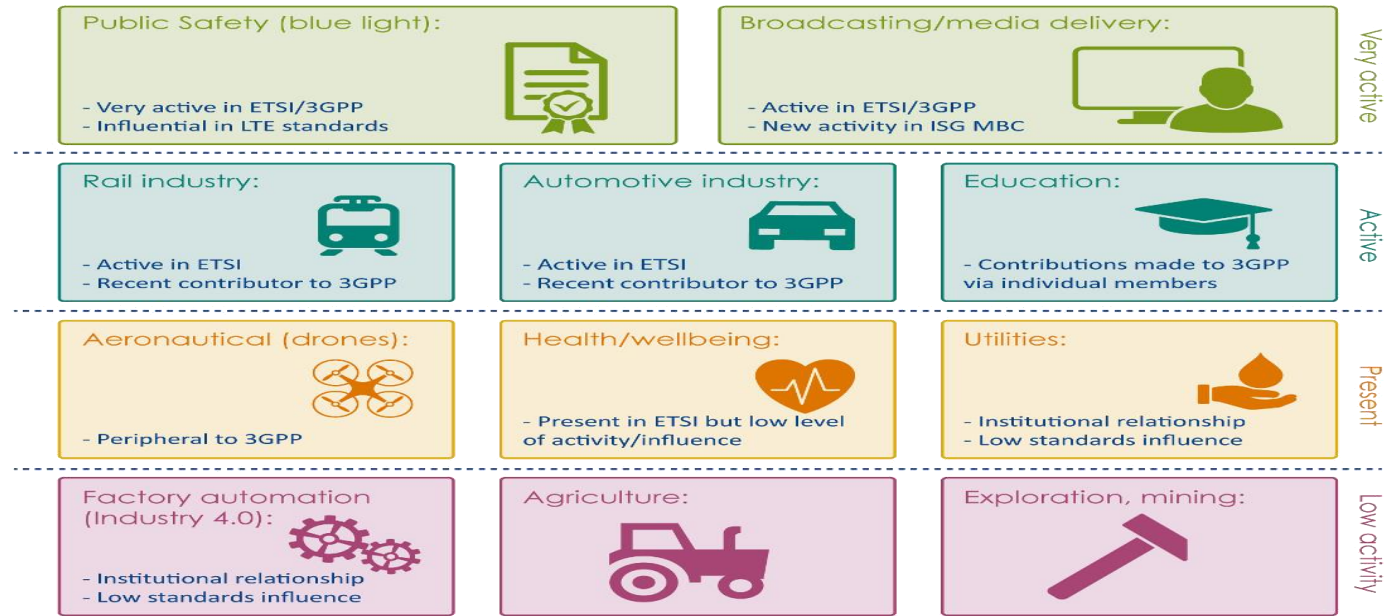 Public Safety (blue light):
- Very active in ETSI/3GPP
- Influential in LTE standards
Broadcasting/media delivery:
- Active in ETSI/3GPP
- New activity in ISG MBC
Very active
Rail industry:
- Active in ETSI
- Recent contributor to 3GPP
Automotive industry:
- Active in ETSI
- Recent contributor to 3GPP
Education:
- Contributions made to 3GPP
via individual members
Active
Aeronautical (drones):
- Peripheral to 3GPP
Health/wellbeing:
- Present in ETSI but low level
of activity/influence
Utilities:
- Institutional relationship
- Low standards influence
Present
Factory automation
(Industry 4.0):
- Institutional relationship
- Low standards influence
Agriculture:
Exploration, mining:
Low activity